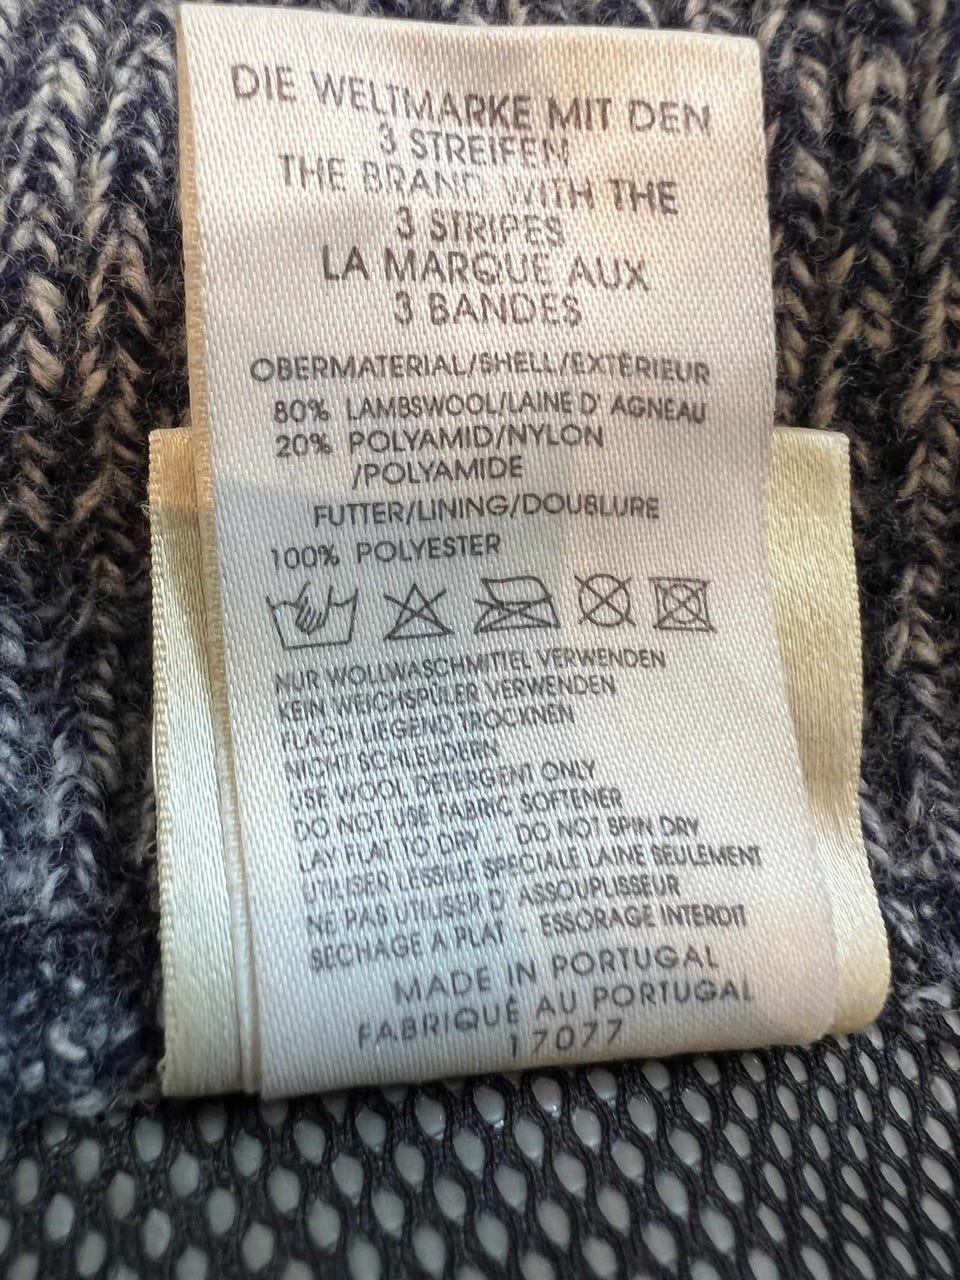 DIE WELTMARKE MIT DEN
3 STREIFEN
THE BRAND WITH THE
3 STRIPES
LA MARQUE AUX
3 BANDES
OBERMATERIAL/SHELL/EXTÉRIEUR
80% LAMBSWOOL/LAINE D' AGNEAU
20% POLYAMID/NYLON
/POLYAMIDE
FUTTER/LINING/DOUBLURE
100% POLYESTER
NUR WOLLWASCHMITTEL VERWENDEN
KEIN WEICHSPÜLER VERWENDEN
FLACH LIEGEND TROCKNEN
NICHT SCHLEUDERN
USE WOOL DETERGENT ONLY
DO NOT USE FABRIC SOFTENER
LAY FLAT TO DRY - DO NOT SPIN DRY
UTILISER LESSIVE SPECIALE LAINE SEULEMENT
NE PAS UTILISER D' ASSOUPLISSEUR
SECHAGE A PLAT - ESSORAGE INTERDIT
MADE IN PORTUGAL
FABRIQUÉ AU PORTUGAL
17077